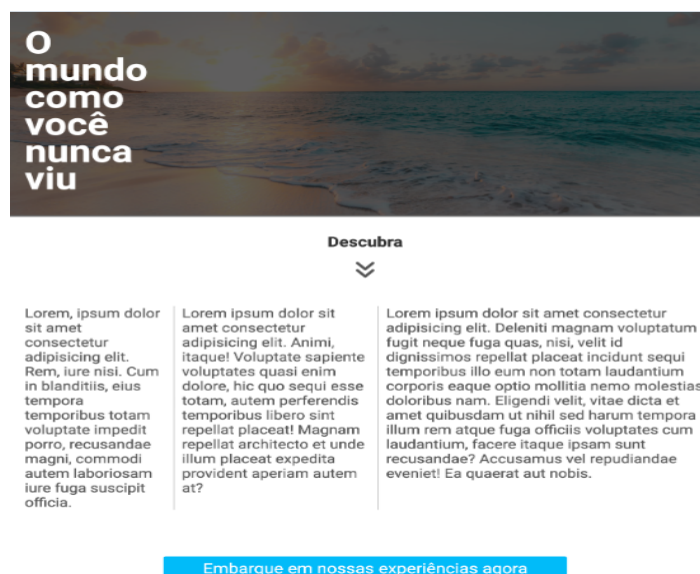 O
mundo
como
você
nunca
viu
Descubra
Lorem, ipsum dolor
sit amet
consectetur
adipisicing elit.
Rem, iure nisi. Cum
in blanditiis, eius
tempora
temporibus totam
voluptate impedit
porro, recusandae
magni, commodi
autem laboriosam
iure fuga suscipit
officia.
Lorem ipsum dolor sit
amet consectetur
adipisicing elit. Animi,
itaque! Voluptate sapiente
voluptates quasi enim
dolore, hic quo sequi esse
totam, autem perferendis
temporibus libero sint
repellat placeat! Magnam
repellat architecto et unde
illum placeat expedita
provident aperiam autem
at?
Lorem ipsum dolor sit amet consectetur
adipisicing elit. Deleniti magnam voluptatum
fugit neque fuga quas, nisi, velit id
dignissimos repellat placeat incidunt sequi
temporibus illo eum non totam laudantium
corporis eaque optio mollitia nemo molestias
doloribus nam. Eligendi velit, vitae dicta et
amet quibusdam ut nihil sed harum tempora
illum rem atque fuga officiis voluptates cum
laudantium, facere itaque ipsam sunt
recusandae? Accusamus vel repudiandae
eveniet! Ea quaerat aut nobis.
Embarque em nossas experiências agora